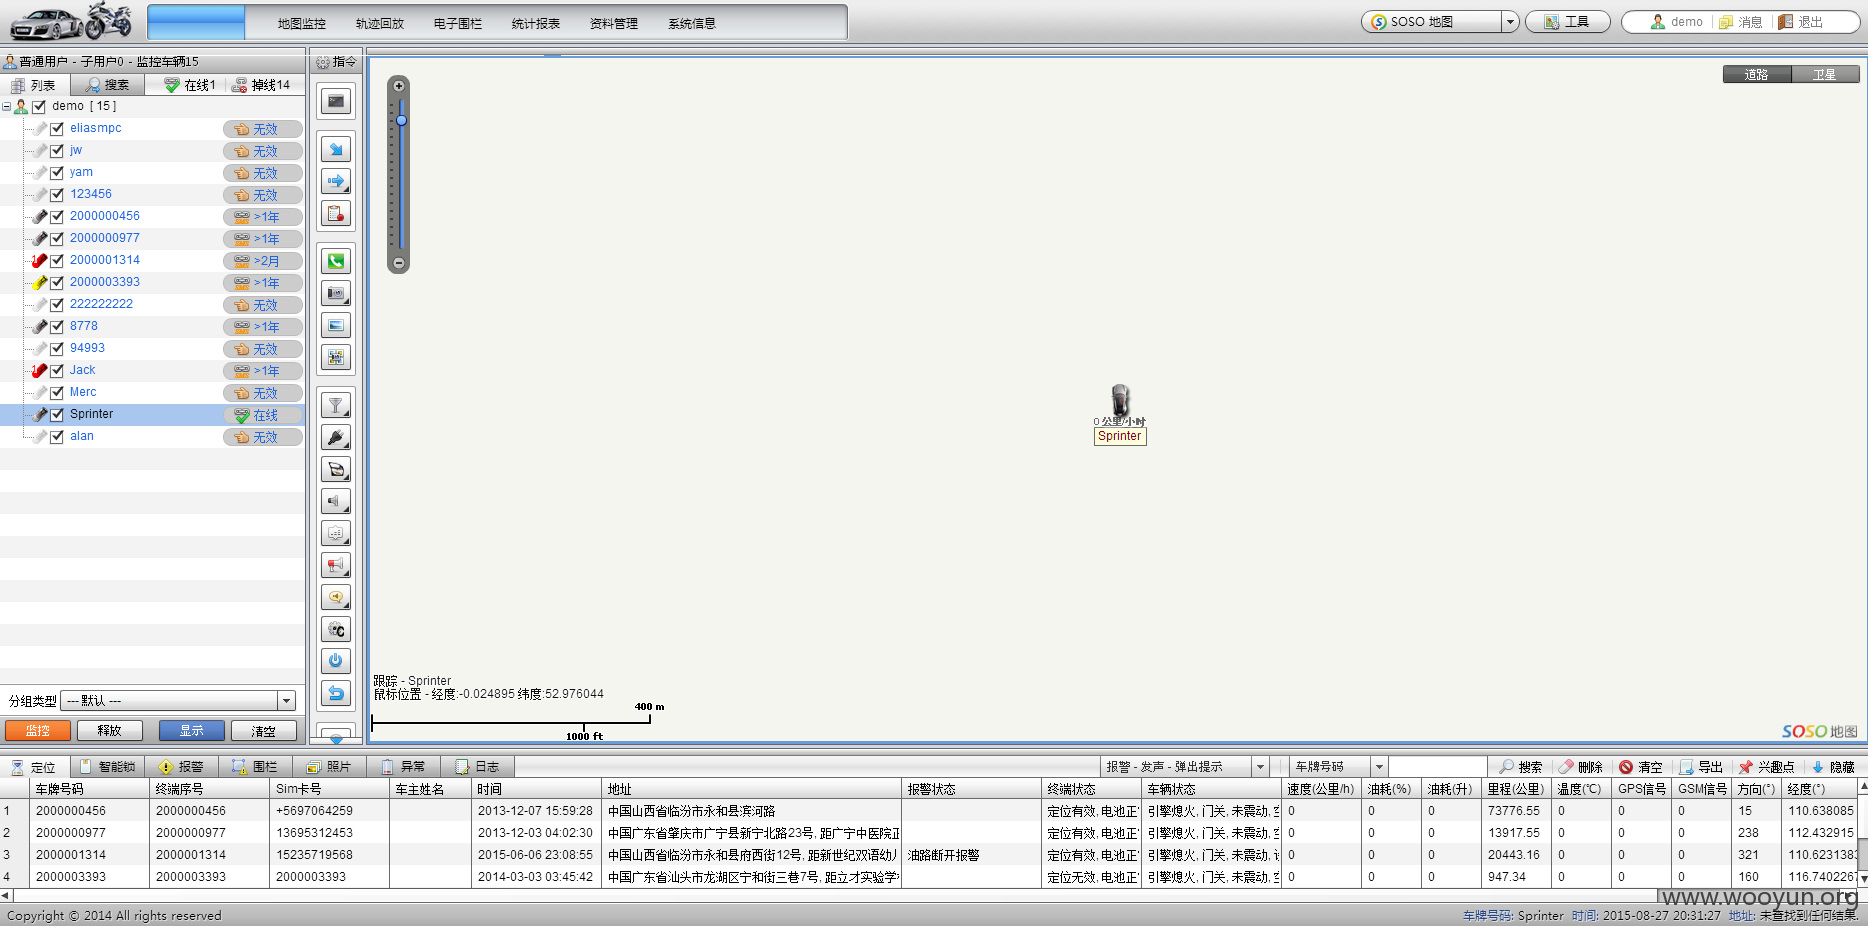 地图监控 轨迹回放 电子围栏 统计报表 资料管理 系统信息 SOSO 地图 工具 demo 消息 退出
普通用户 - 子用户0 - 监控车辆15 指令
列表 搜索 在线1 掉线14
道路 卫星
demo [ 15 ]
eliasmpc 无效
jw 无效
yam 无效
123456 无效
2000000456 >1年
2000000977 >1年
2000001314 >2月
2000003393 >1年
222222222 无效
8778 >1年
94993 无效
Jack >1年
Merc 无效
Sprinter 在线
alan 无效
0 公里/小时
Sprinter
跟踪 - Sprinter
鼠标位置 - 经度:-0.024895 纬度:52.976044
400 m
1000 ft
SOSO地图
分组类型 --- 默认 ---
监控 释放 显示 清空
定位 智能锁 报警 围栏 照片 异常 日志 报警 - 发声 - 弹出提示 车牌号码 搜索 删除 清空 导出 兴趣点 隐藏
车牌号码 终端序号 Sim卡号 车主姓名 时间 地址 报警状态 终端状态 车辆状态 速度(公里/h) 油耗(%) 油耗(升) 里程(公里) 温度(℃) GPS信号 GSM信号 方向(°) 经度(°)
1 2000000456 2000000456 +5697064259 2013-12-07 15:59:28 中国山西省临汾市永和县滨河路 定位有效, 电池正 引擎熄火, 门关, 未震动, 0 0 0 73776.55 0 0 0 15 110.638085
2 2000000977 2000000977 13695312453 2013-12-03 04:02:30 中国广东省肇庆市广宁县新宁北路23号, 距广宁中医院正 定位有效, 电池正 引擎熄火, 门关, 未震动, 0 0 0 13917.55 0 0 0 238 112.432915
3 2000001314 2000001314 15235719568 2015-06-06 23:08:55 中国山西省临汾市永和县府西街12号, 距新世纪双语幼儿 油路断开报警 定位有效, 电池正 引擎熄火, 门关, 未震动, 0 0 0 20443.16 0 0 0 321 110.6231383
4 2000003393 2000003393 2000003393 2014-03-03 03:45:42 中国广东省汕头市龙湖区宁和街三巷7号, 距立才实验学校 定位无效, 电池正 引擎熄火, 门关, 未震动, 0 0 0 947.34 0 0 0 160 116.7402267
www.wooyun.org
Copyright © 2014 All rights reserved 车牌号码: Sprinter 时间: 2015-08-27 20:31:27 地址: 未查找到任何结果.